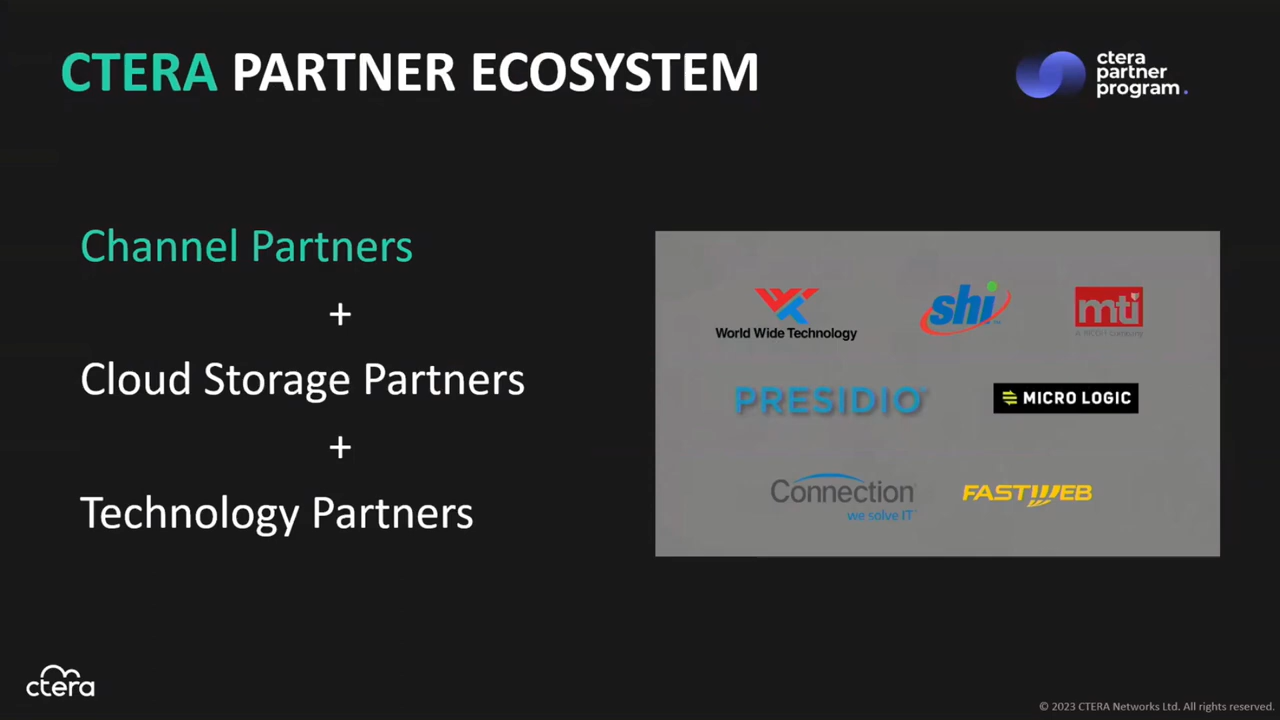 CTERA PARTNER ECOSYSTEM
ctera
partner
program.
Channel Partners
+
Cloud Storage Partners
+
Technology Partners
World Wide Technology
shi
mti
PRESIDIO®
MICRO LOGIC
Connection
we solve IT™
FASTWEB
ctera
© 2023 CTERA Networks Ltd. All rights reserved.